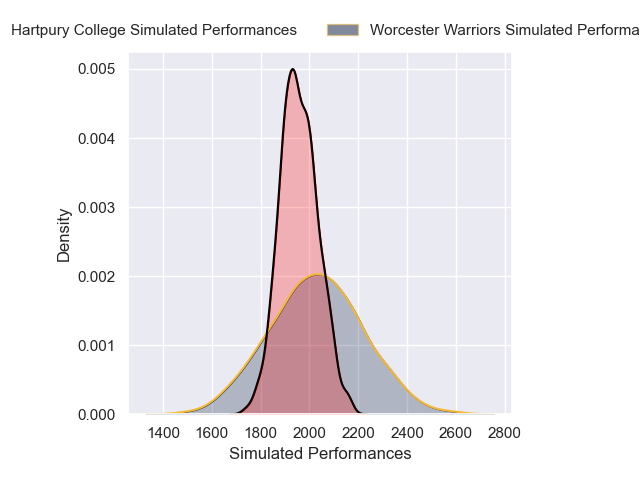 Hartpury College Simulated Performances
Worcester Warriors Simulated Performa
0.005
0.004
0.003
0.002
0.001
0.000
Density
1400 1600 1800 2000 2200 2400 2600 2800
Simulated Performances